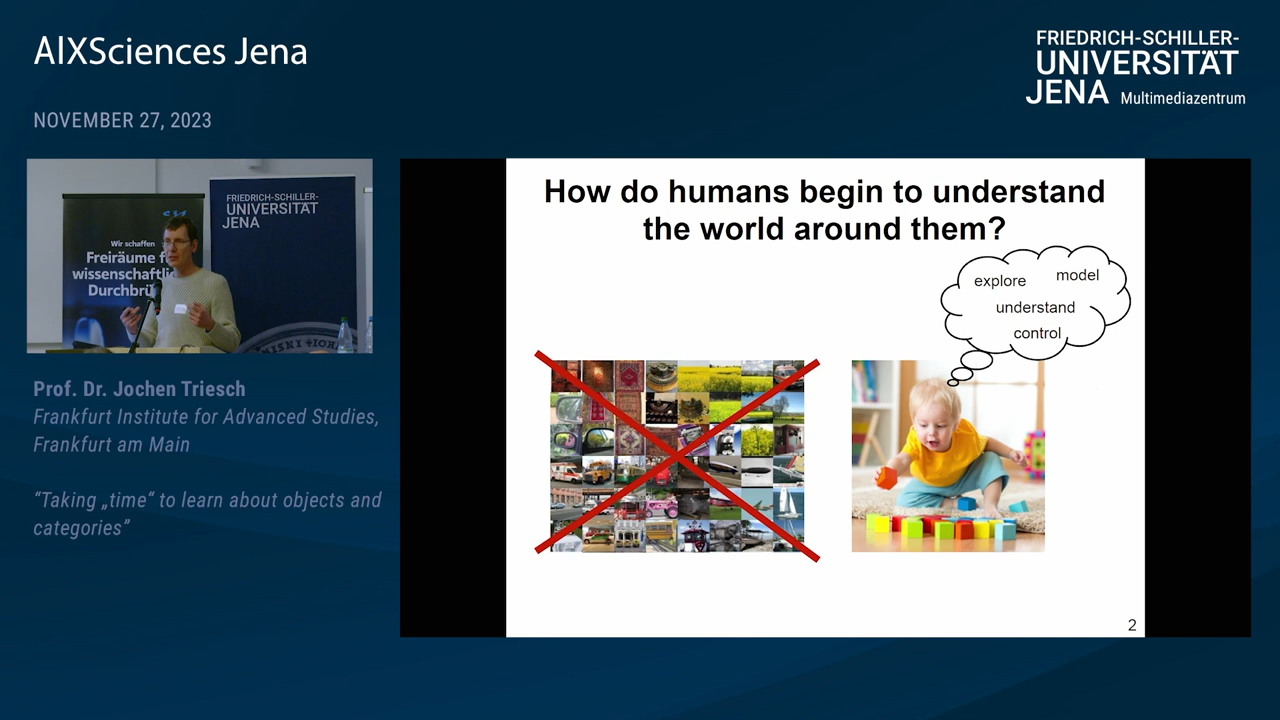 AIXSciences Jena
NOVEMBER 27, 2023
FRIEDRICH-SCHILLER-
UNIVERSITÄT
JENA Multimediazentrum
Wir schaffen
Freiräume
wissenschaftlic
Durchbrü
FRIEDRICH-SCHILLER-
UNIVERSITÄT
JENA
Prof. Dr. Jochen Triesch
Frankfurt Institute for Advanced Studies,
Frankfurt am Main
“Taking „time“ to learn about objects and
categories”
How do humans begin to understand
the world around them?
explore model
understand
control
2